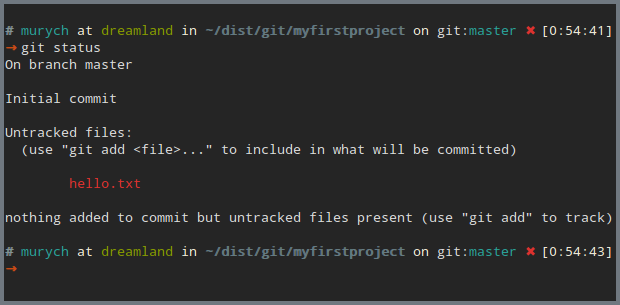 # murych at dreamland in ~/dist/git/myfirstproject on git:master ✖ [0:54:41]
→ git status
On branch master
Initial commit
Untracked files:
(use "git add <file>..." to include in what will be committed)
hello.txt
nothing added to commit but untracked files present (use "git add" to track)
# murych at dreamland in ~/dist/git/myfirstproject on git:master ✖ [0:54:43]
→